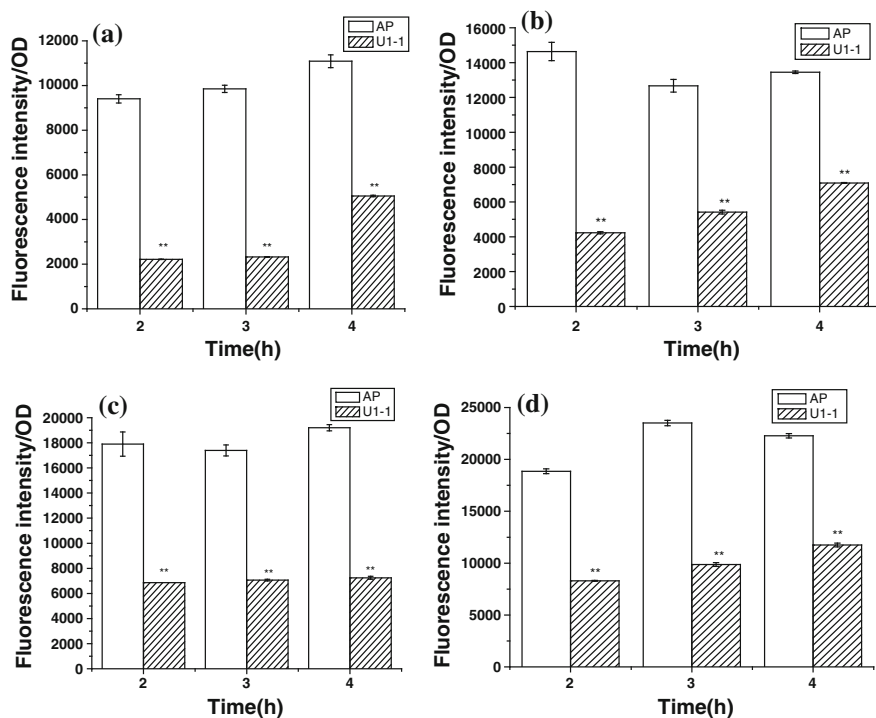 (a)
AP
U1-1
Fluorescence intensity/OD
12000
10000
8000
6000
4000
2000
0
**
**
**
2
3
4
Time(h)
(b)
AP
U1-1
Fluorescence intensity/OD
16000
14000
12000
10000
8000
6000
4000
2000
0
**
**
**
2
3
4
Time(h)
(c)
AP
U1-1
Fluorescence intensity/OD
20000
18000
16000
14000
12000
10000
8000
6000
4000
2000
0
**
**
**
2
3
4
Time(h)
(d)
AP
U1-1
Fluorescence intensity/OD
25000
20000
15000
10000
5000
0
**
**
**
2
3
4
Time(h)